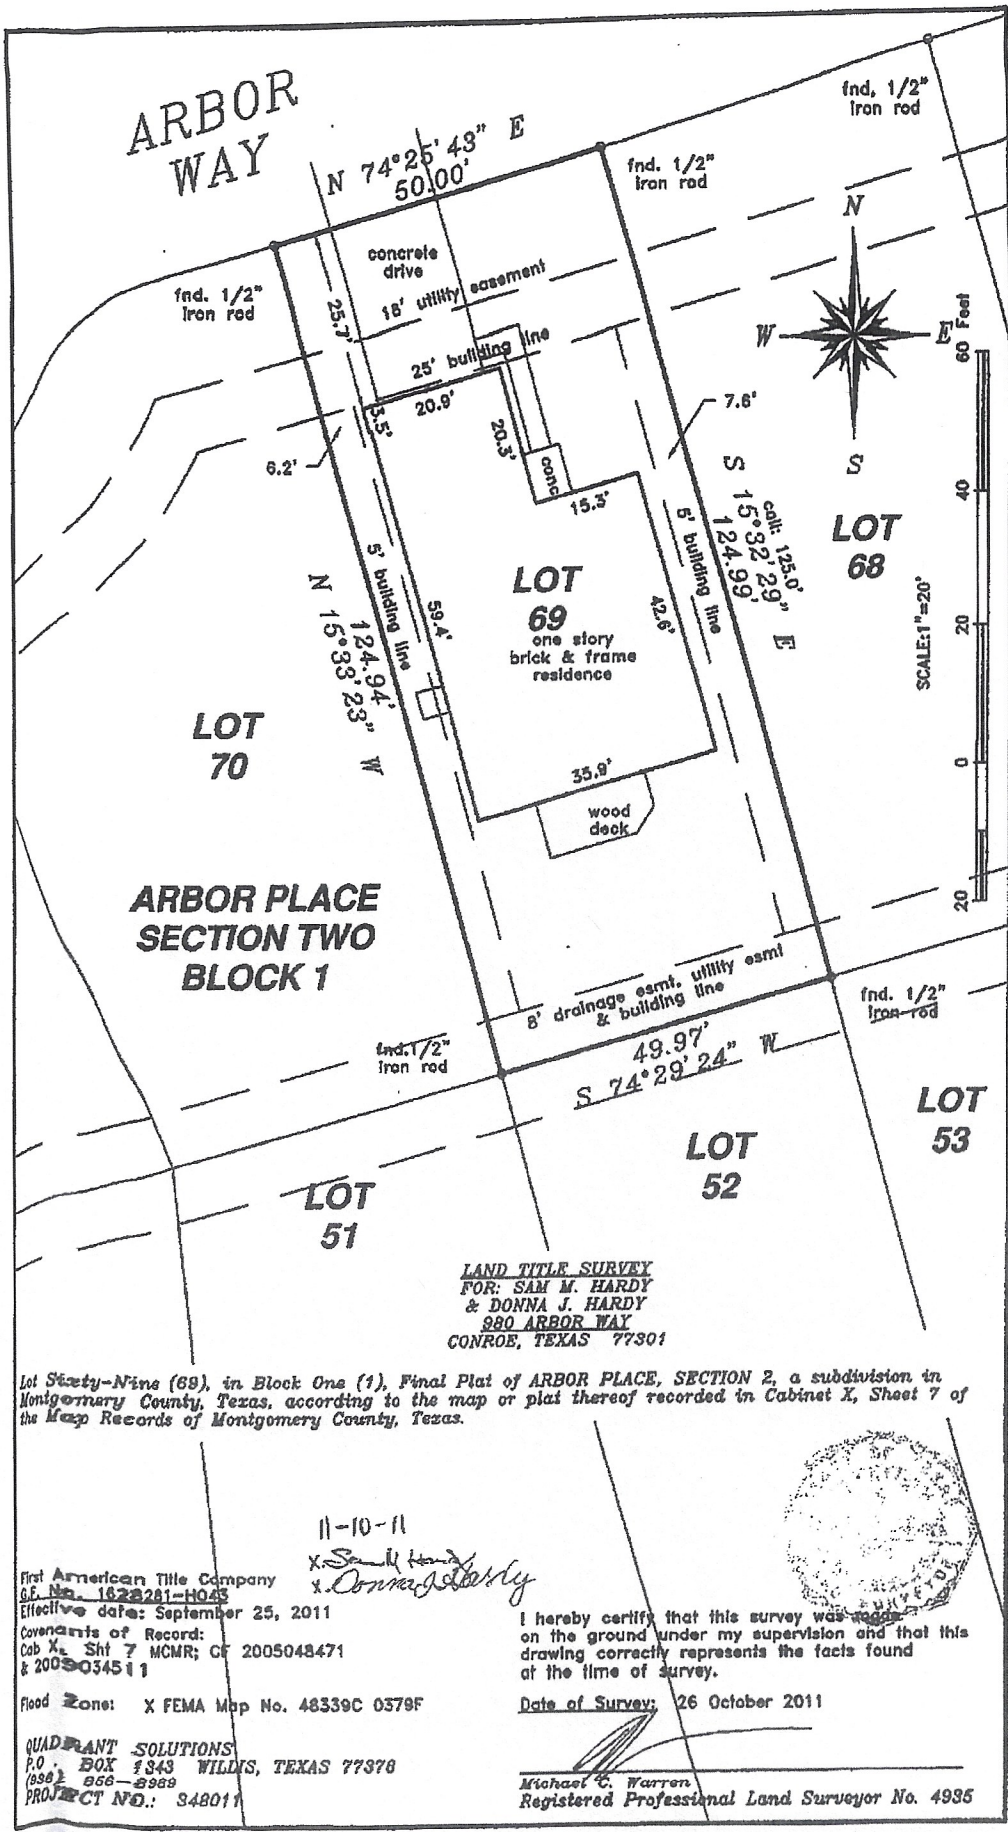 ARBOR
WAY
N 74°25'43" E
50.00'
fnd. 1/2"
iron rod
fnd. 1/2"
iron rod
fnd. 1/2"
iron rod
concrete
drive
25.7'
18' utility easement
25' building line
20.9'
3.5'
20.3'
conc
15.3'
7.6'
6.2'
N
W
E
S
60 Feet
40
20
0
20
SCALE:1"=20'
LOT
68
call: 125.0'
S 15°32'29" E
124.99'
5' building line
42.6'
LOT
69
one story
brick & frame
residence
59.4'
5' building line
124.94'
N 15°33'23" W
LOT
70
35.9'
wood
deck
ARBOR PLACE
SECTION TWO
BLOCK 1
8' drainage esmt, utility esmt
& building line
fnd. 1/2"
iron rod
fnd.1/2"
iron rod
49.97'
S 74°29'24" W
LOT
53
LOT
52
LOT
51
LAND TITLE SURVEY
FOR: SAM M. HARDY
& DONNA J. HARDY
980 ARBOR WAY
CONROE, TEXAS 77301
Lot Sixty-Nine (69), in Block One (1), Final Plat of ARBOR PLACE, SECTION 2, a subdivision in
Montgomery County, Texas, according to the map or plat thereof recorded in Cabinet X, Sheet 7 of
the Map Records of Montgomery County, Texas.
11-10-11
x Sam M Hardy
x Donna J Hardy
First American Title Company
G.F. No. 1628281-HO43
Effective date: September 25, 2011
Covenants of Record:
Cab X, Sht 7 MCMR; CF 2005048471
&
Flood Zone: X FEMA Map No. 48339C 0379F
QUADRANT SOLUTIONS
P.O. BOX 1343 WILLIS, TEXAS 77378
856-8989
PROJECT NO.: 348011
I hereby certify that this survey was made
on the ground under my supervision and that this
drawing correctly represents the facts found
at the time of survey.
Date of Survey: 26 October 2011
Michael C. Warren
Registered Professional Land Surveyor No. 4935